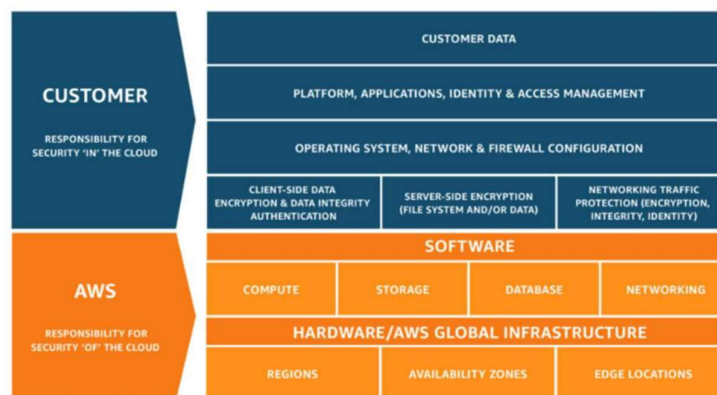 CUSTOMER
RESPONSIBILITY FOR
SECURITY 'IN' THE CLOUD
CUSTOMER DATA
PLATFORM, APPLICATIONS, IDENTITY & ACCESS MANAGEMENT
OPERATING SYSTEM, NETWORK & FIREWALL CONFIGURATION
CLIENT-SIDE DATA
ENCRYPTION & DATA INTEGRITY
AUTHENTICATION
SERVER-SIDE ENCRYPTION
(FILE SYSTEM AND/OR DATA)
NETWORKING TRAFFIC
PROTECTION (ENCRYPTION,
INTEGRITY, IDENTITY)
AWS
RESPONSIBILITY FOR
SECURITY 'OF' THE CLOUD
SOFTWARE
COMPUTE
STORAGE
DATABASE
NETWORKING
HARDWARE/AWS GLOBAL INFRASTRUCTURE
REGIONS
AVAILABILITY ZONES
EDGE LOCATIONS